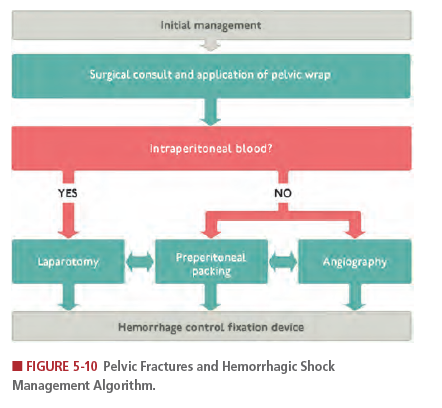 Initial management
Surgical consult and application of pelvic wrap
Intraperitoneal blood?
YES
NO
Laparotomy
Preperitoneal
packing
Angiography
Hemorrhage control fixation device
■ FIGURE 5-10 Pelvic Fractures and Hemorrhagic Shock
Management Algorithm.